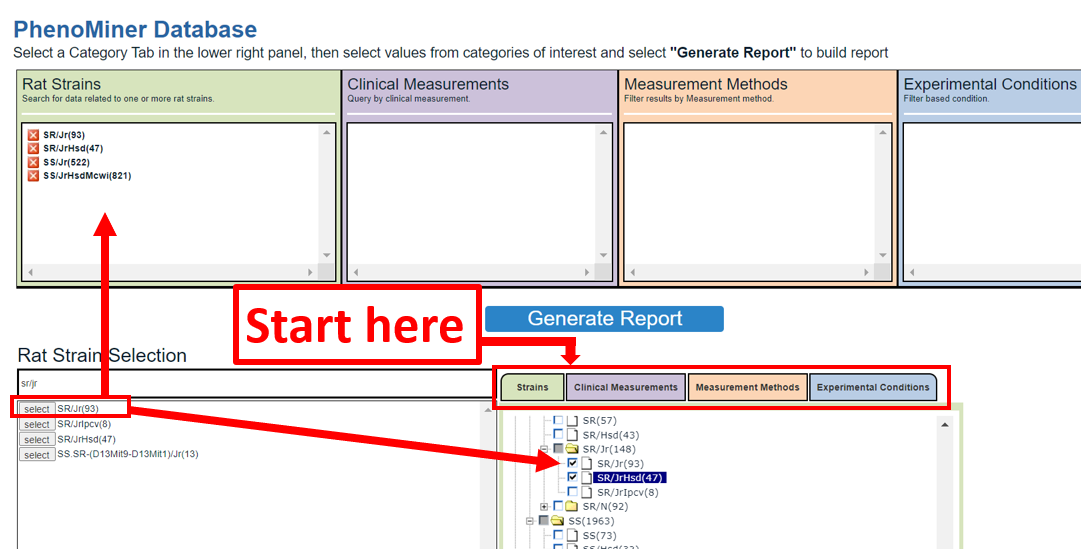 PhenoMiner Database
Select a Category Tab in the lower right panel, then select values from categories of interest and select "Generate Report" to build report
Rat Strains
Search for data related to one or more rat strains.
SR/Jr(93)
SR/JrHsd(47)
SS/Jr(522)
SS/JrHsdMcwi(821)
Clinical Measurements
Query by clinical measurement.
Measurement Methods
Filter results by Measurement method.
Experimental Conditions
Filter based condition.
Start here
Generate Report
Rat Strain Selection
sr/jr
select SR/Jr(93)
select SR/JrIpcv(8)
select SR/JrHsd(47)
select SS.SR-(D13Mit9-D13Mit1)/Jr(13)
Strains Clinical Measurements Measurement Methods Experimental Conditions
SR(57)
SR/Hsd(43)
SR/Jr(148)
SR/Jr(93)
SR/JrHsd(47)
SR/JrIpcv(8)
SR/N(92)
SS(1963)
SS(73)